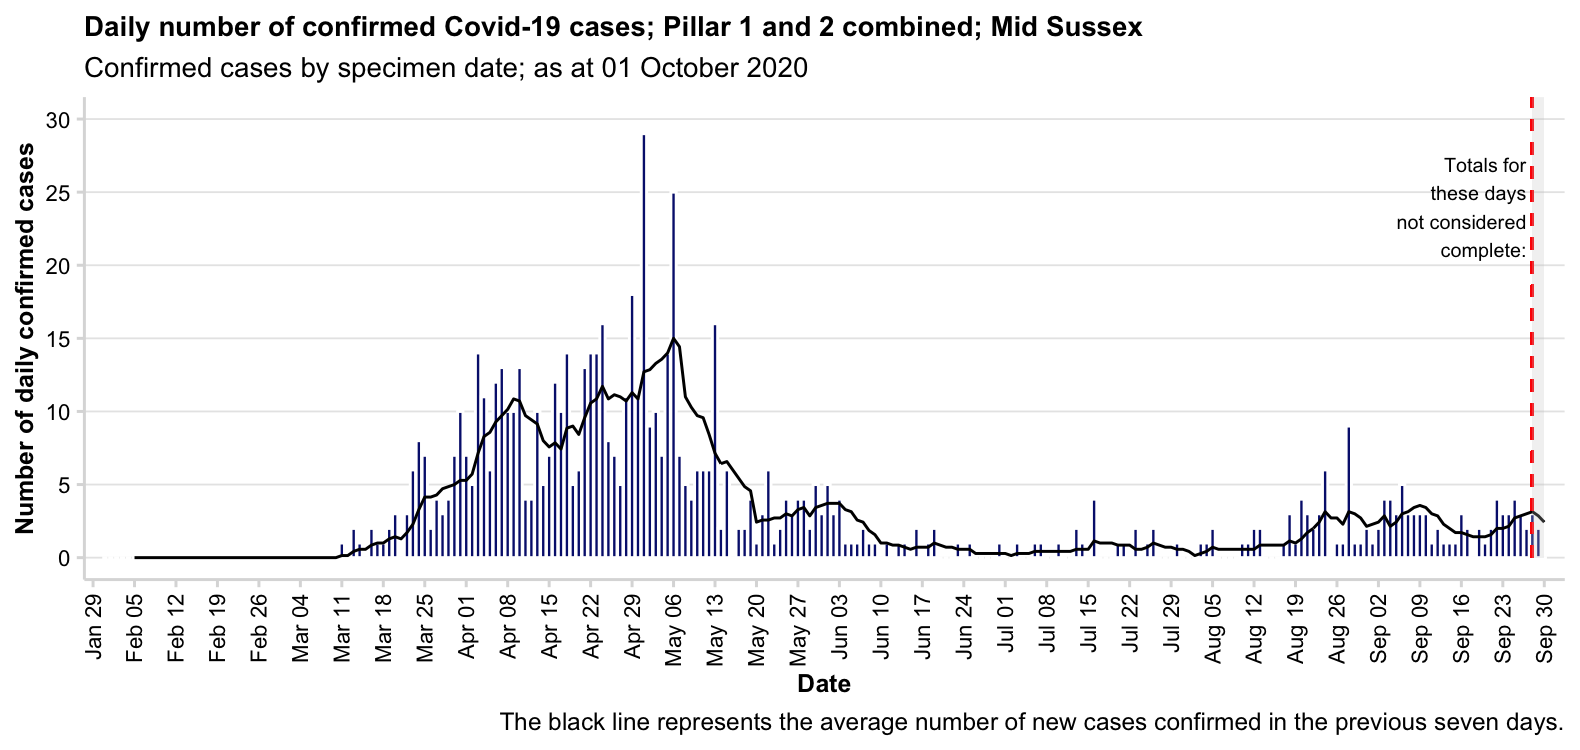 Daily number of confirmed Covid-19 cases; Pillar 1 and 2 combined; Mid Sussex
Confirmed cases by specimen date; as at 01 October 2020
Number of daily confirmed cases
30
25
20
15
10
5
0
Totals for
these days
not considered
complete:
Jan 29
Feb 05
Feb 12
Feb 19
Feb 26
Mar 04
Mar 11
Mar 18
Mar 25
Apr 01
Apr 08
Apr 15
Apr 22
Apr 29
May 06
May 13
May 20
May 27
Jun 03
Jun 10
Jun 17
Jun 24
Jul 01
Jul 08
Jul 15
Jul 22
Jul 29
Aug 05
Aug 12
Aug 19
Aug 26
Sep 02
Sep 09
Sep 16
Sep 23
Sep 30
Date
The black line represents the average number of new cases confirmed in the previous seven days.